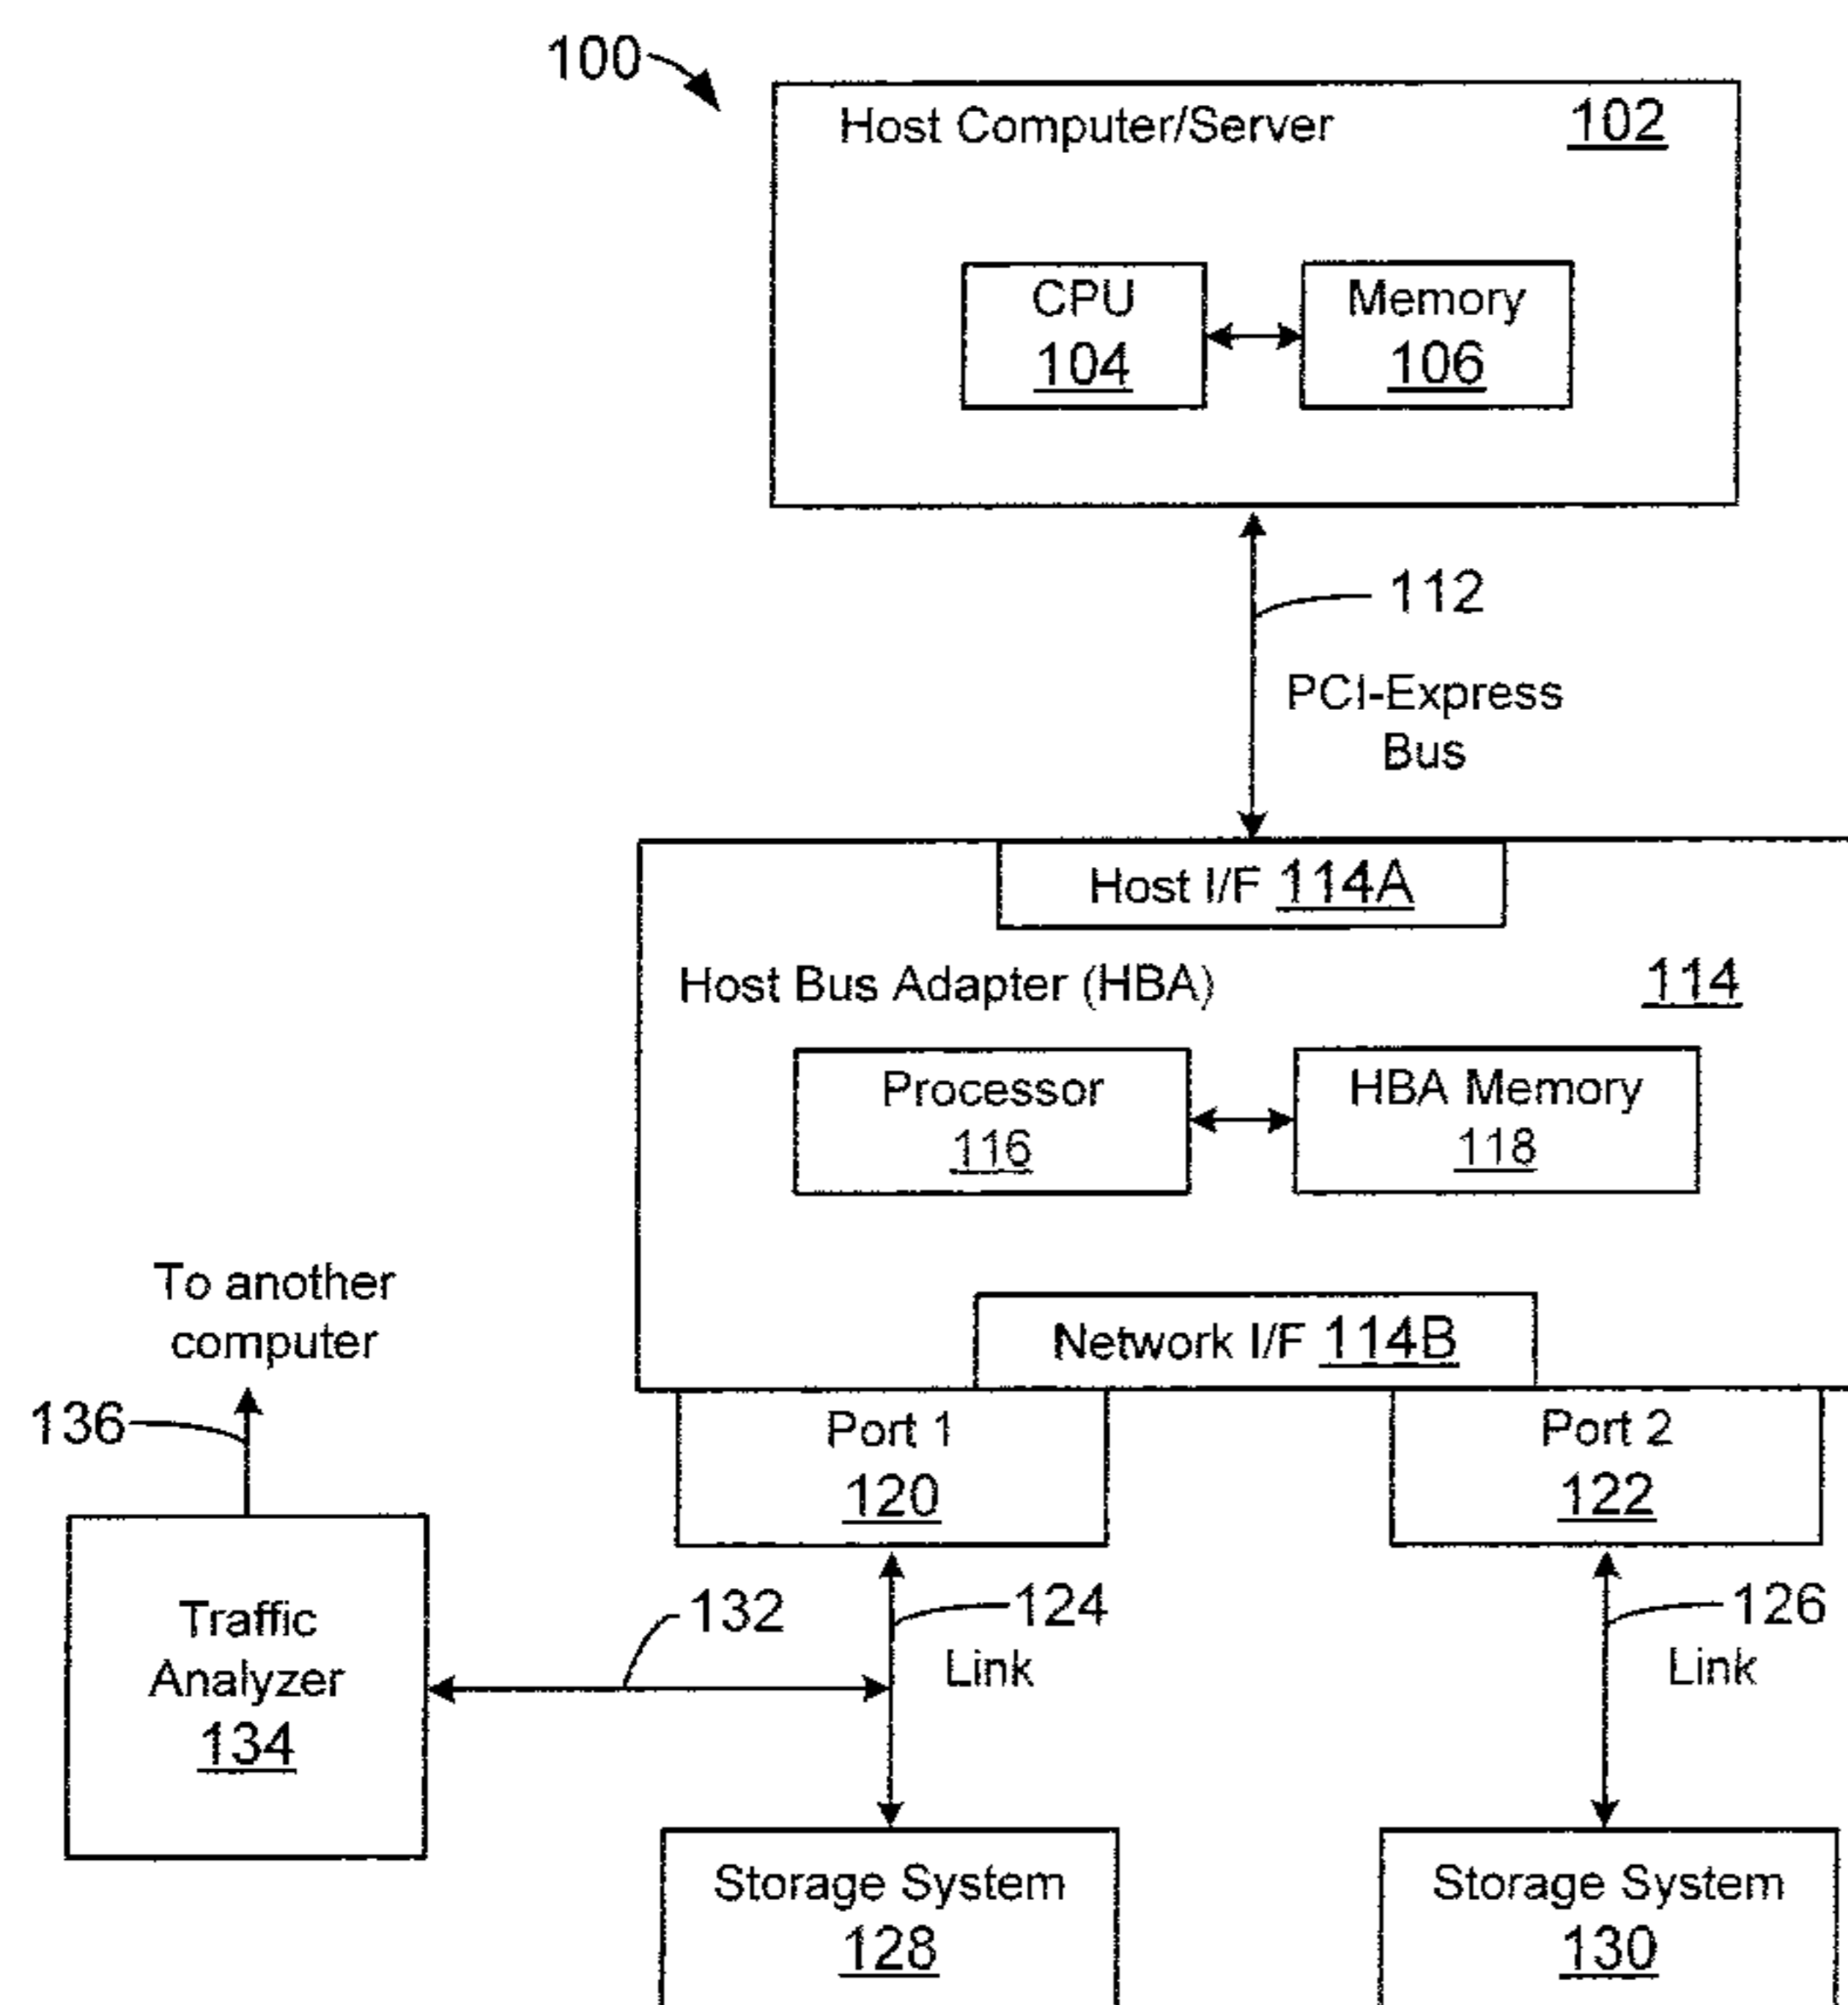 100
Host Computer/Server 102
CPU
104
Memory
106
112
PCI-Express
Bus
Host I/F 114A
Host Bus Adapter (HBA) 114
Processor
116
HBA Memory
118
To another
computer
Network I/F 114B
136
Port 1
120
Port 2
122
Traffic
Analyzer
134
132
124
Link
126
Link
Storage System
128
Storage System
130